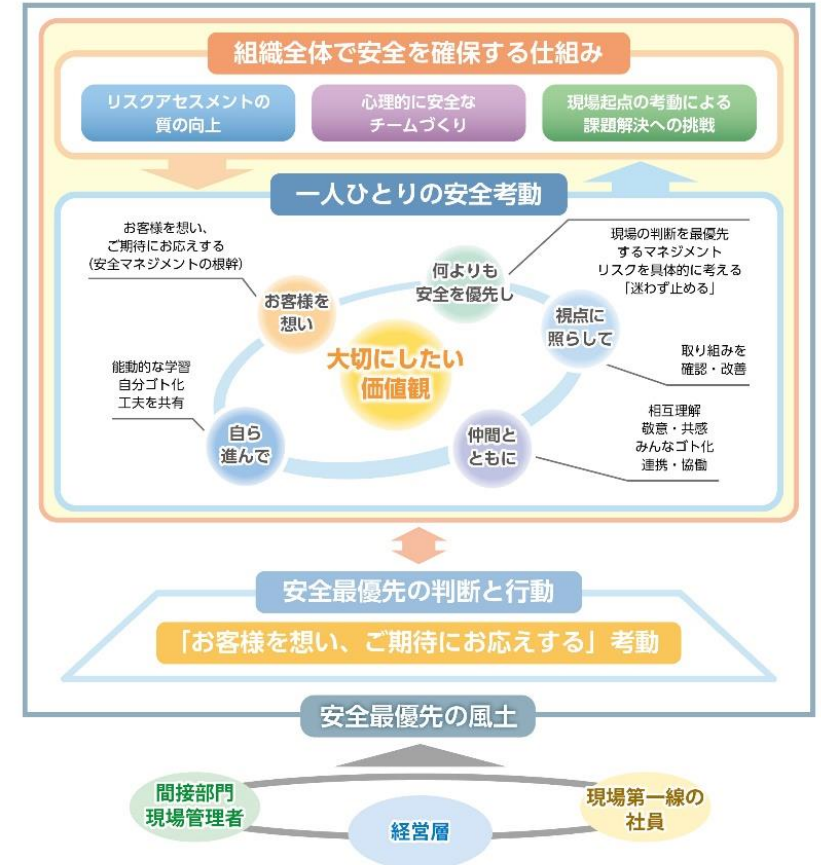 組織全体で安全を確保する仕組み
リスクアセスメントの
質の向上
心理的に安全な
チームづくり
現場起点の考動による
課題解決への挑戦
一人ひとりの安全考動
お客様を想い、
ご期待にお応えする
(安全マネジメントの根幹)
お客様を
想い
何よりも
安全を優先し
現場の判断を最優先
するマネジメント
リスクを具体的に考える
「迷わず止める」
視点に
照らして
取り組みを
確認・改善
大切にしたい
価値観
能動的な学習
自分ゴト化
工夫を共有
自ら
進んで
仲間と
ともに
相互理解
敬意・共感
みんなゴト化
連携・協働
安全最優先の判断と行動
「お客様を想い、ご期待にお応えする」考動
安全最優先の風土
間接部門
現場管理者
経営層
現場第一線の
社員